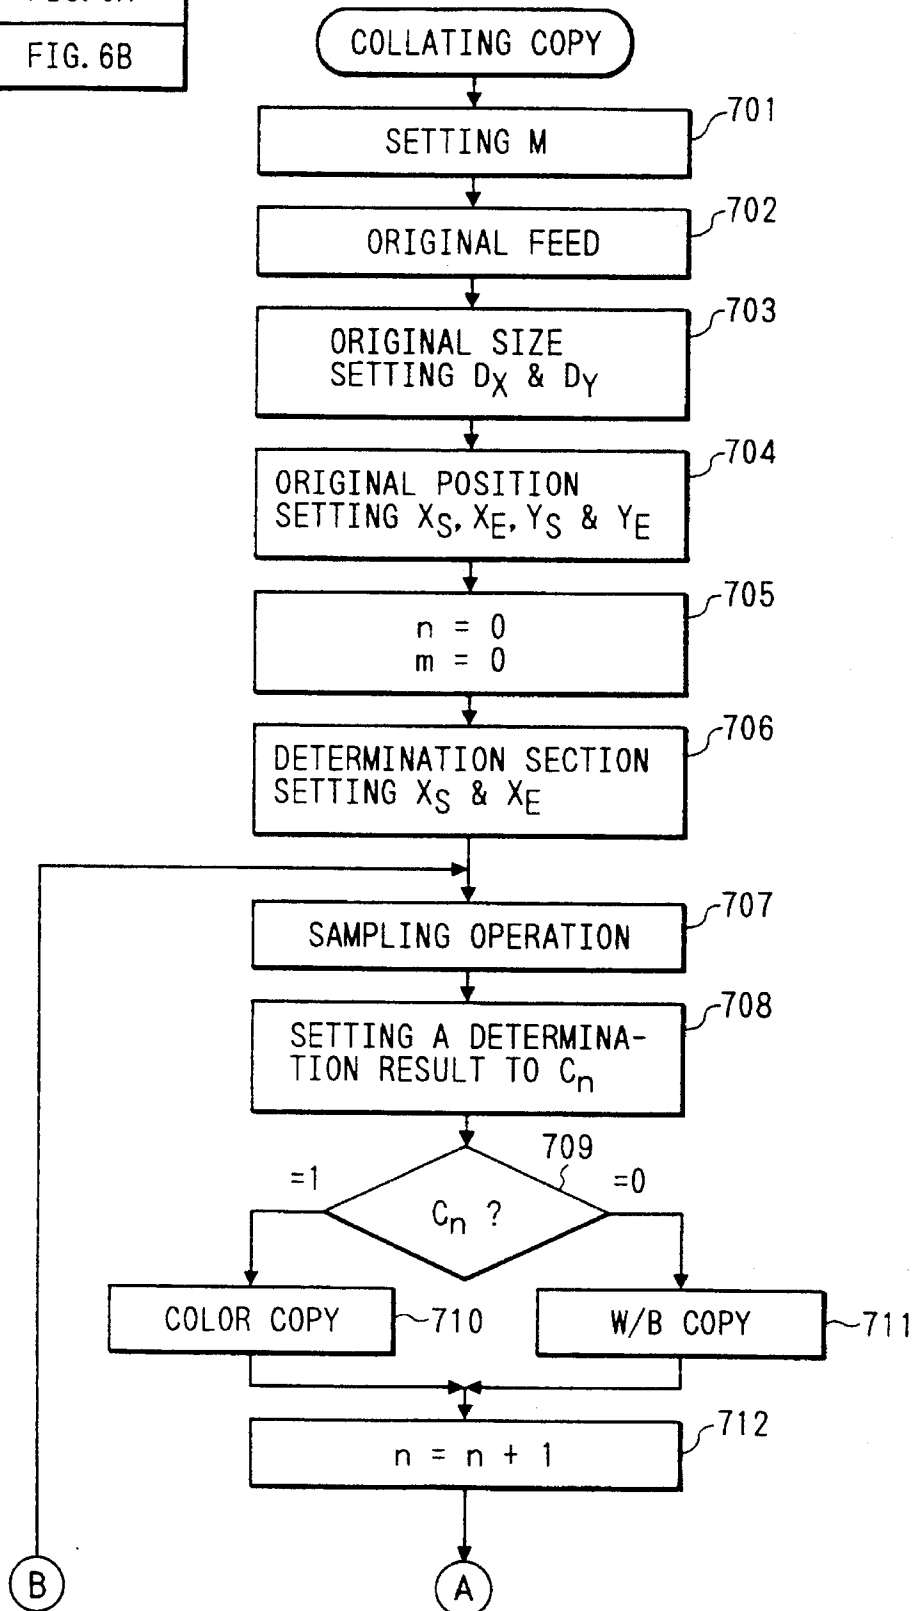 FIG. 6B
COLLATING COPY
701
SETTING M
702
ORIGINAL FEED
703
ORIGINAL SIZE
SETTING DX & DY
704
ORIGINAL POSITION
SETTING XS, XE, YS & YE
705
n = 0
m = 0
706
DETERMINATION SECTION
SETTING XS & XE
707
SAMPLING OPERATION
708
SETTING A DETERMINA-
TION RESULT TO Cn
709
=1
=0
Cn ?
COLOR COPY
710
W/B COPY
711
712
n = n + 1
B
A